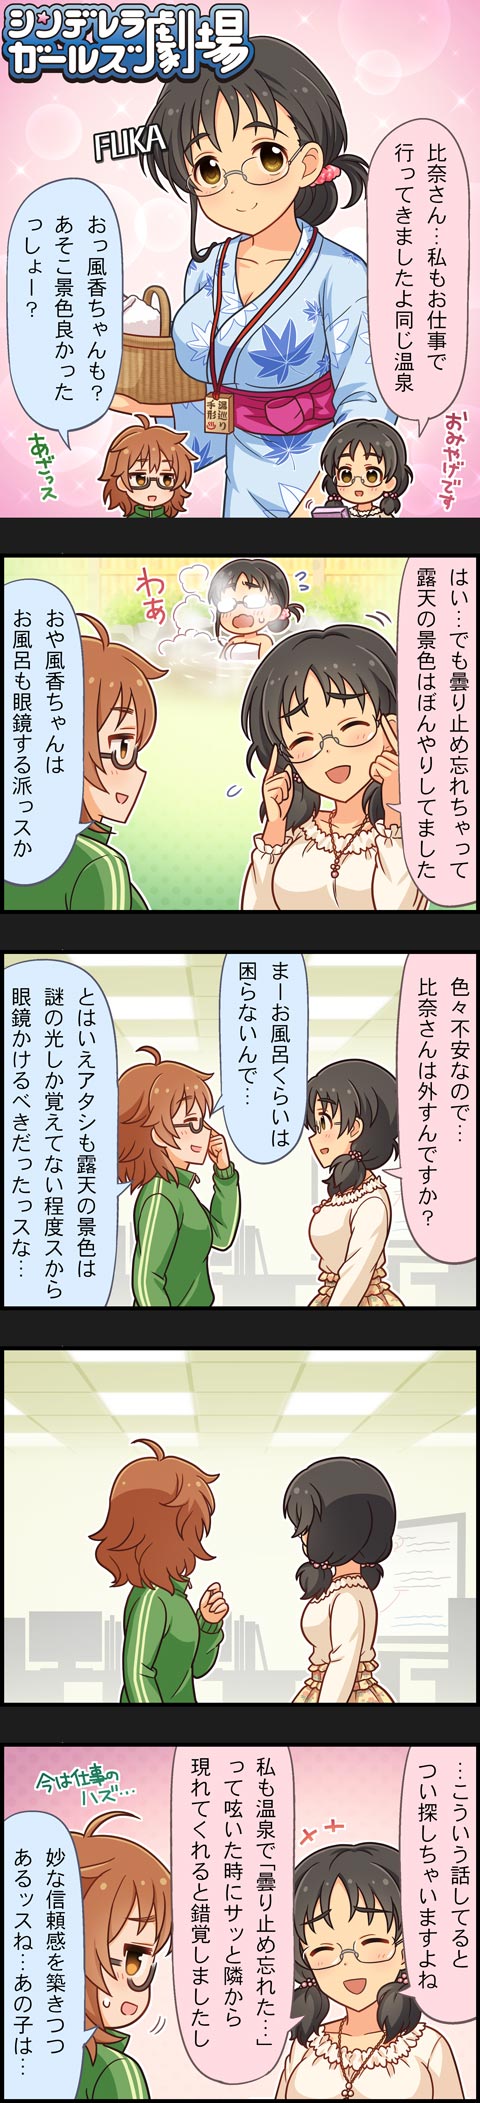 シンデレラ
ガールズ劇場
FUKA
比奈さん…私もお仕事で
行ってきましたよ同じ温泉
おっ風香ちゃんも?
あそこ景色良かった
っしょー?
湯巡り
手形
おみやげです
あざっス
はい…でも曇り止め忘れちゃって
露天の景色はぼんやりしてました
わぁ
おや風香ちゃんは
お風呂も眼鏡する派っスか
色々不安なので…
比奈さんは外すんですか?
まーお風呂くらいは
困らないんで…
とはいえアタシも露天の景色は
謎の光しか覚えてない程度スから
眼鏡かけるべきだったっスな…
…こういう話してると
つい探しちゃいますよね
私も温泉で「曇り止め忘れた…」
って呟いた時にサッと隣から
現れてくれると錯覚しましたし
今は仕事の
ハズ…
妙な信頼感を築きつつ
あるッスね…あの子は…